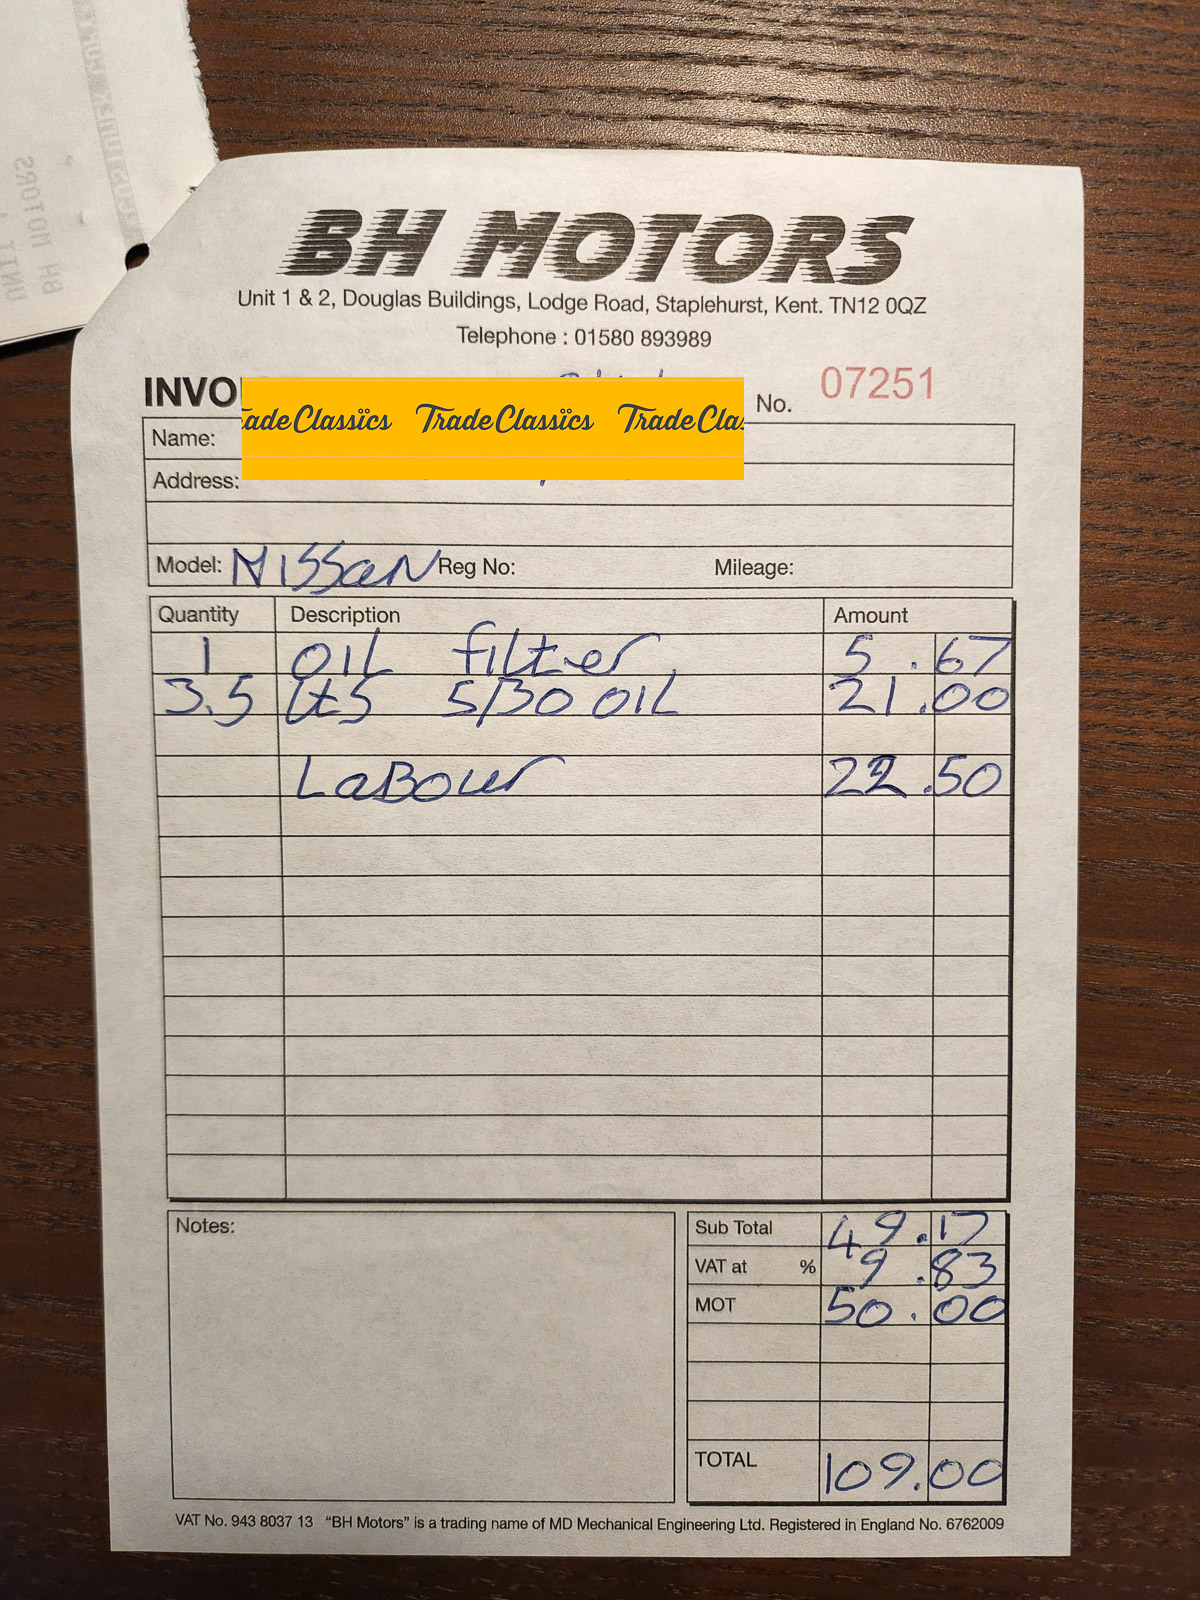 BH MOTORS
Unit 1 & 2, Douglas Buildings, Lodge Road, Staplehurst, Kent. TN12 0QZ
Telephone : 01580 893989
INVO No. 07251
adeClassics TradeClassics TradeCla
Name:
Address:
Model: NISSAN Reg No: Mileage:
Quantity Description Amount
1 OIL filter 5.67
3.5 Lts 5/30 OIL 21.00
LaBour 22.50
Notes:
Sub Total 49.17
VAT at % 9.83
MOT 50.00
TOTAL 109.00
VAT No. 943 8037 13 "BH Motors" is a trading name of MD Mechanical Engineering Ltd. Registered in England No. 6762009
BH MOTORS
UNIT